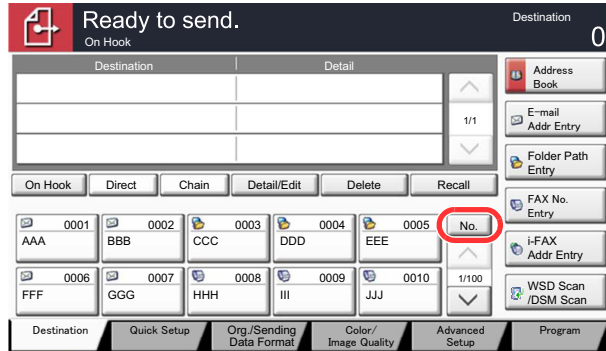 Ready to send.
Destination
On Hook
0
Destination
Detail
1/1
Address
Book
E-mail
Addr Entry
Folder Path
Entry
FAX No.
Entry
i-FAX
Addr Entry
WSD Scan
/DSM Scan
On Hook
Direct
Chain
Detail/Edit
Delete
Recall
0001
AAA
0002
BBB
0003
CCC
0004
DDD
0005
EEE
No.
0006
FFF
0007
GGG
0008
HHH
0009
III
0010
JJJ
1/100
Destination
Quick Setup
Org./Sending
Data Format
Color/
Image Quality
Advanced
Setup
Program